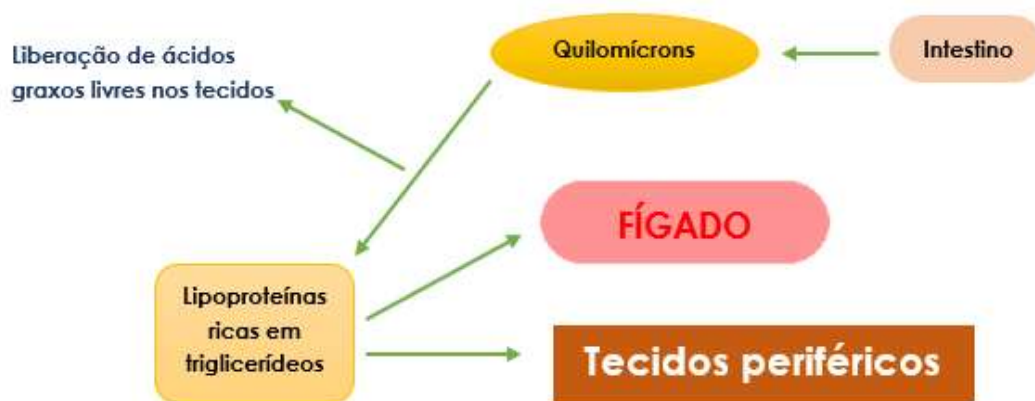 Liberação de ácidos
graxos livres nos tecidos
Quilomícrons
Intestino
FÍGADO
Lipoproteínas
ricas em
triglicerídeos
Tecidos periféricos